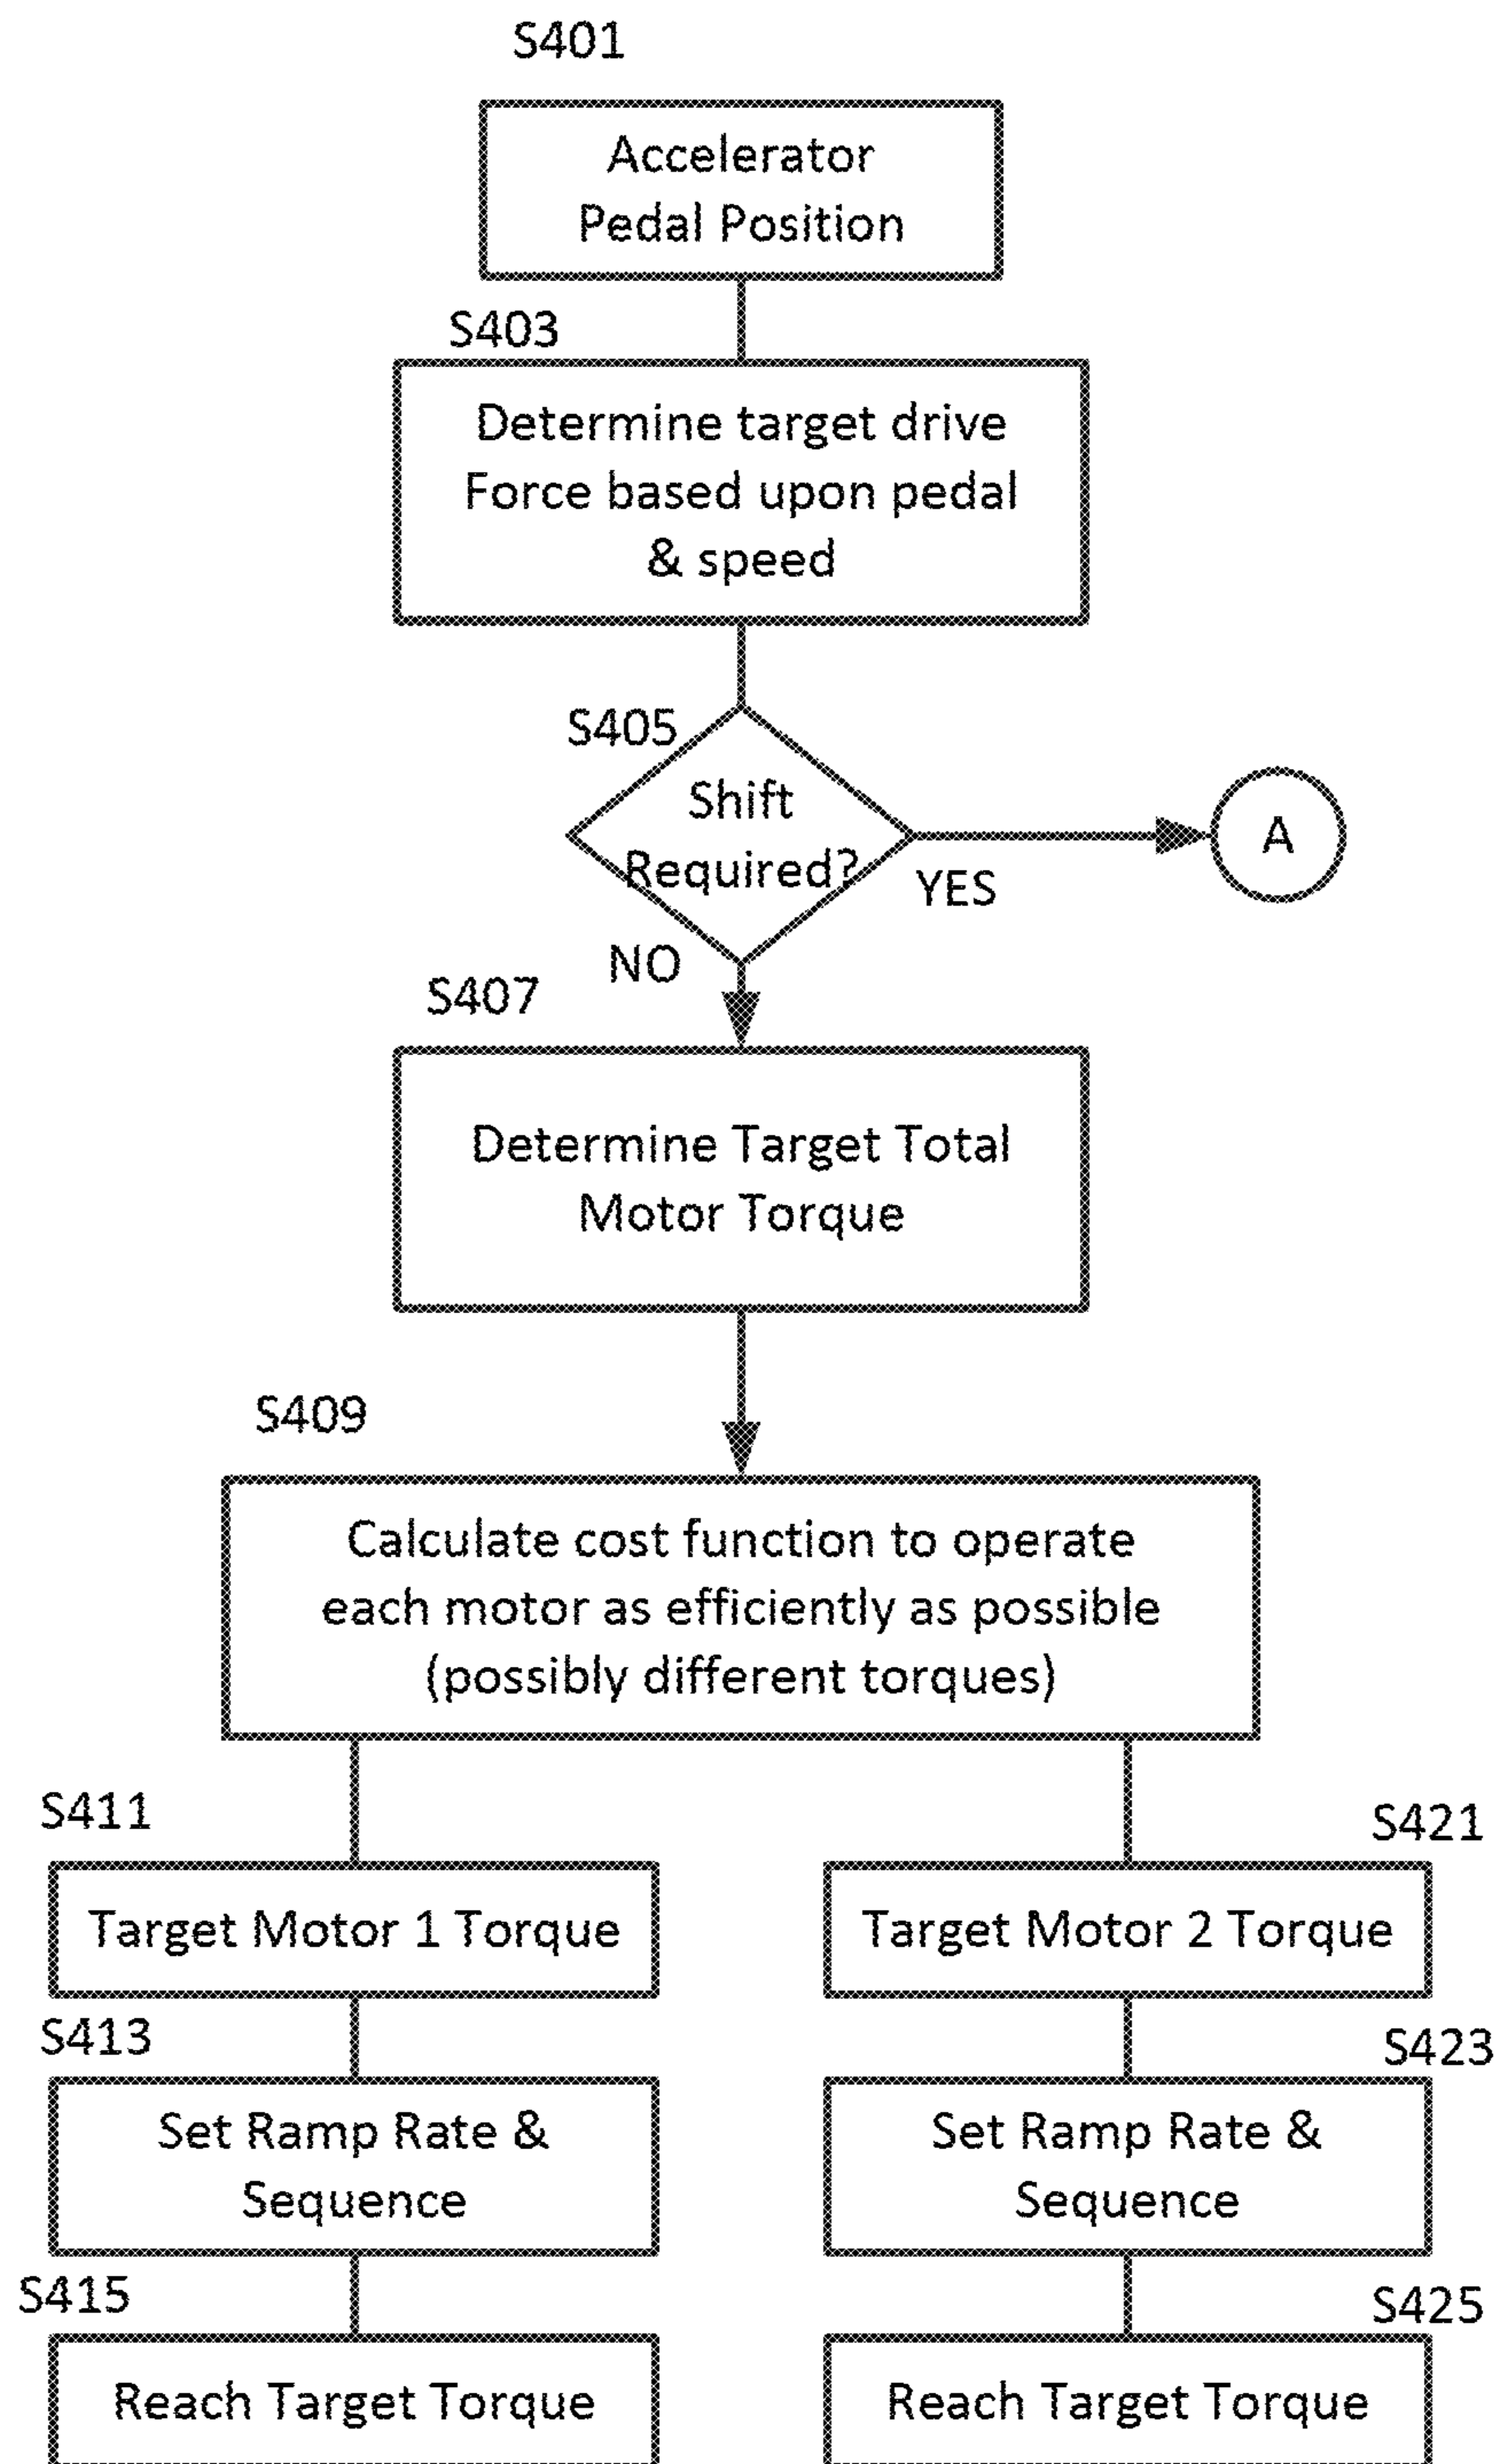 S401
Accelerator
Pedal Position
S403
Determine target drive
Force based upon pedal
& speed
S405
Shift
Required?
YES
A
NO
S407
Determine Target Total
Motor Torque
S409
Calculate cost function to operate
each motor as efficiently as possible
(possibly different torques)
S411
Target Motor 1 Torque
S413
Set Ramp Rate &
Sequence
S415
Reach Target Torque
S421
Target Motor 2 Torque
S423
Set Ramp Rate &
Sequence
S425
Reach Target Torque